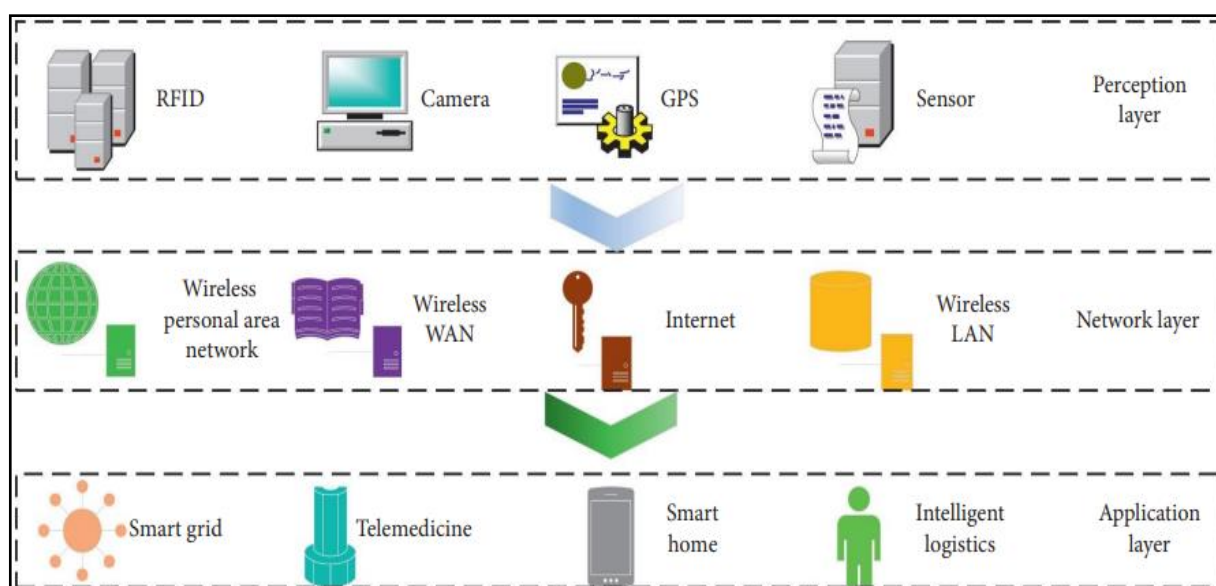 RFID
Camera
GPS
Sensor
Perception
layer
Wireless
personal area
network
Wireless
WAN
Internet
Wireless
LAN
Network layer
Smart grid
Telemedicine
Smart
home
Intelligent
logistics
Application
layer